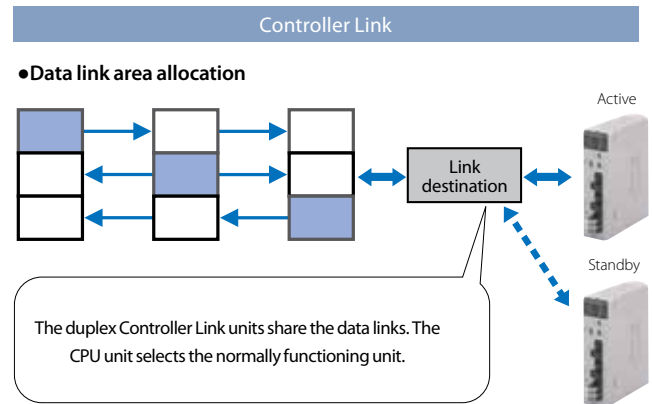 Controller Link
●Data link area allocation
Active
Link
destination
Standby
The duplex Controller Link units share the data links. The
CPU unit selects the normally functioning unit.